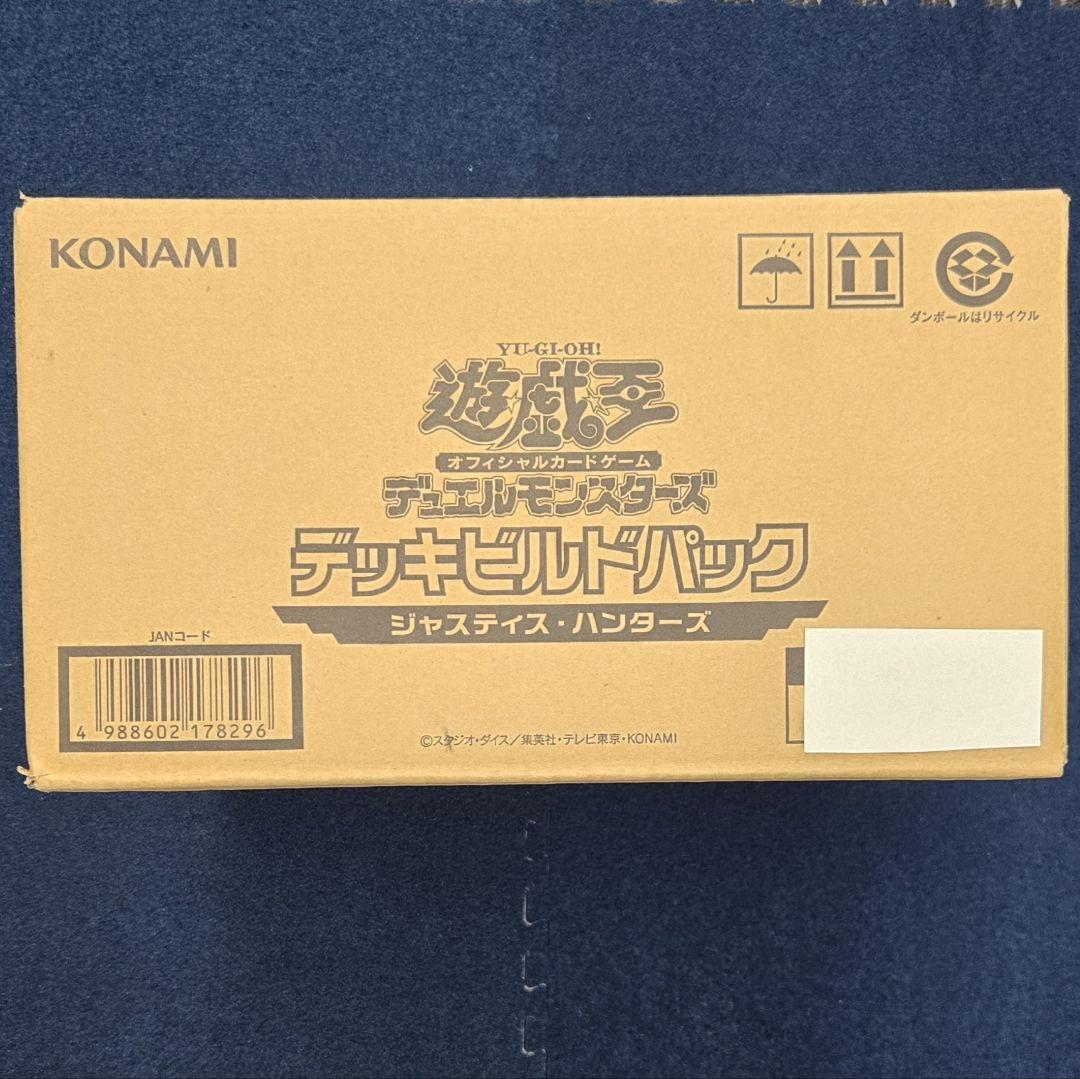 KONAMI
ダンボールはリサイクル
YU-GI-OH!
遊戯王
オフィシャルカードゲーム
デュエルモンスターズ
デッキビルドパック
ジャスティス・ハンターズ
JANコード
4 988602 178296
©スタジオ・ダイス/集英社・テレビ東京・KONAMI